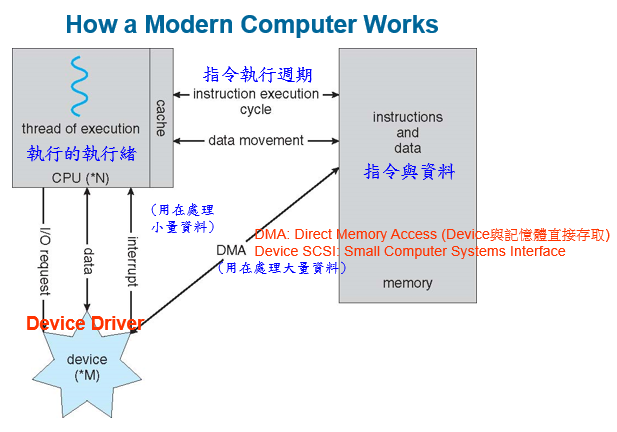 How a Modern Computer Works
指令執行週期
instruction execution
cycle
thread of execution
執行的執行緒
CPU (*N)
cache
data movement
instructions
and
data
指令與資料
I/O request
data
interrupt
(用在處理
小量資料)
DMA
DMA: Direct Memory Access (Device與記憶體直接存取)
Device SCSI: Small Computer Systems Interface
(用在處理大量資料)
memory
Device Driver
device
(*M)